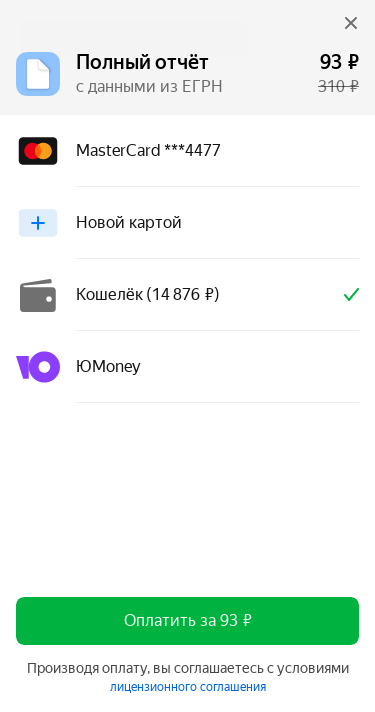 Полный отчёт 93 ₽
с данными из ЕГРН 310 ₽
MasterCard ***4477
Новой картой
Кошелёк (14 876 ₽)
ЮMoney
Оплатить за 93 ₽
Производя оплату, вы соглашаетесь с условиями
лицензионного соглашения